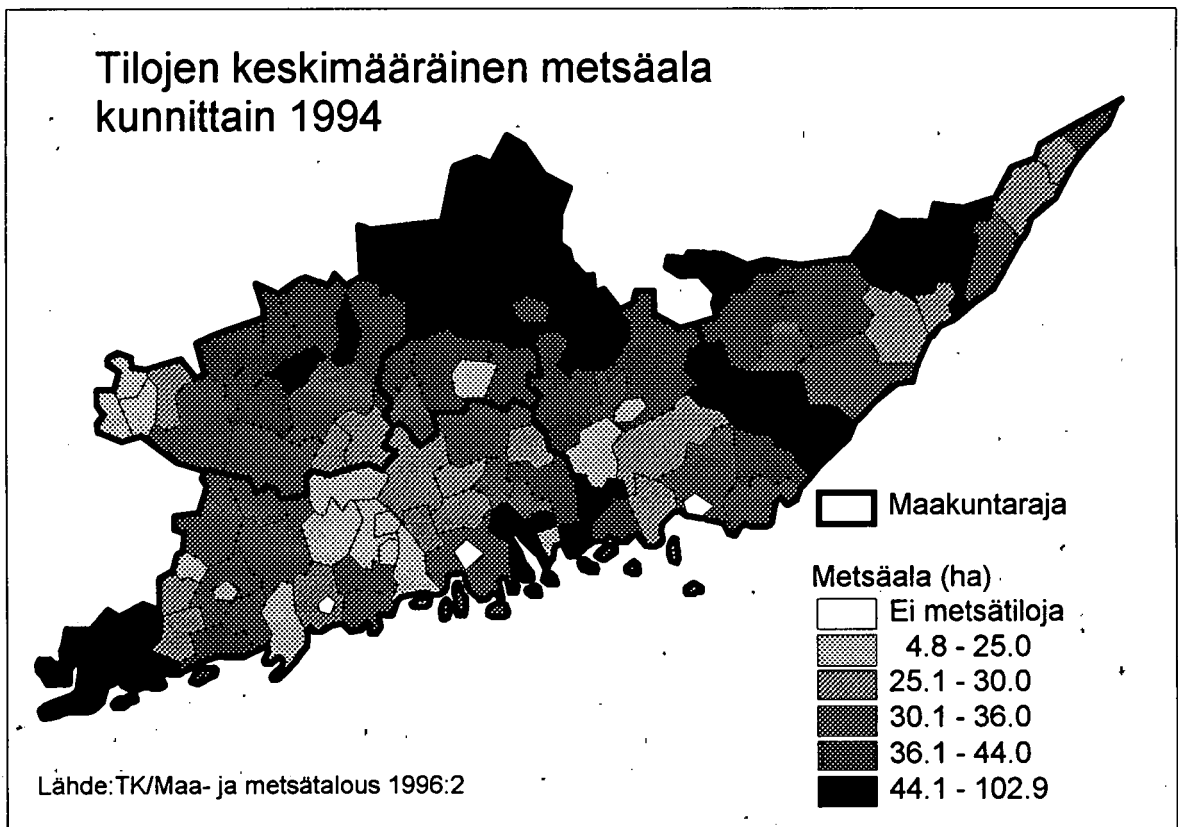 Tilojen keskimääräinen metsäala
kunnittain 1994
Maakuntaraja
Metsäala (ha)
Ei metsätiloja
4.8 - 25.0
25.1 - 30.0
30.1 - 36.0
36.1 - 44.0
44.1 - 102.9
Lähde:TK/Maa- ja metsätalous 1996:2